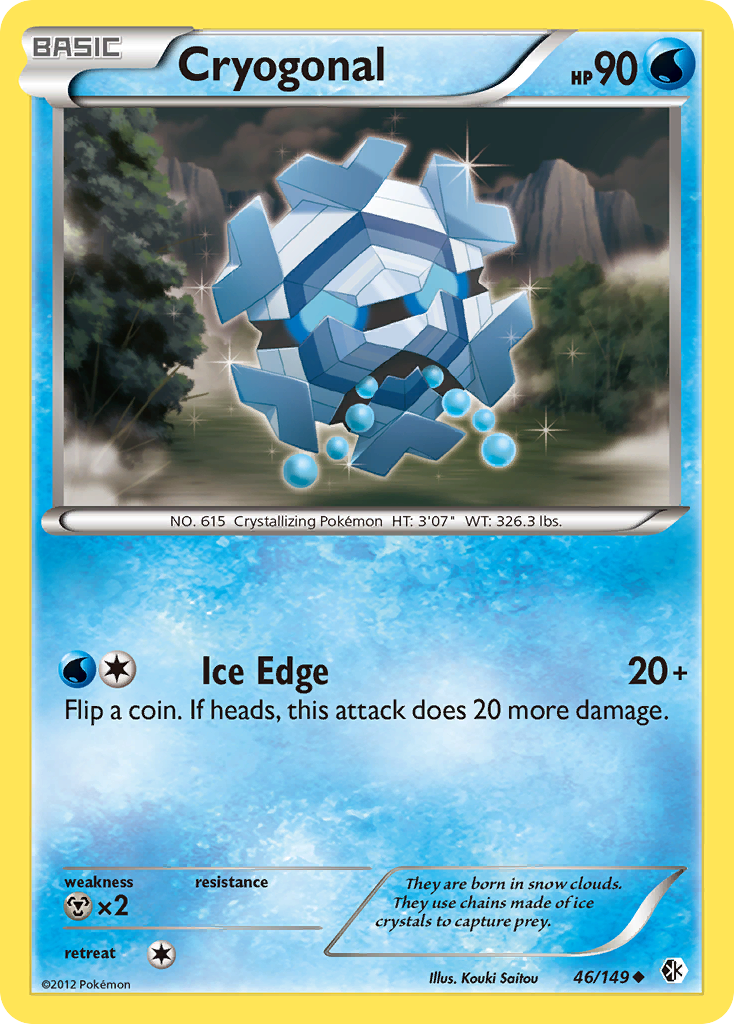 BASIC
Cryogonal
HP90
NO. 615 Crystallizing Pokémon HT: 3'07" WT: 326.3 lbs.
Ice Edge 20+
Flip a coin. If heads, this attack does 20 more damage.
weakness resistance
×2
retreat
They are born in snow clouds.
They use chains made of ice
crystals to capture prey.
©2012 Pokémon
Illus. Kouki Saitou
46/149